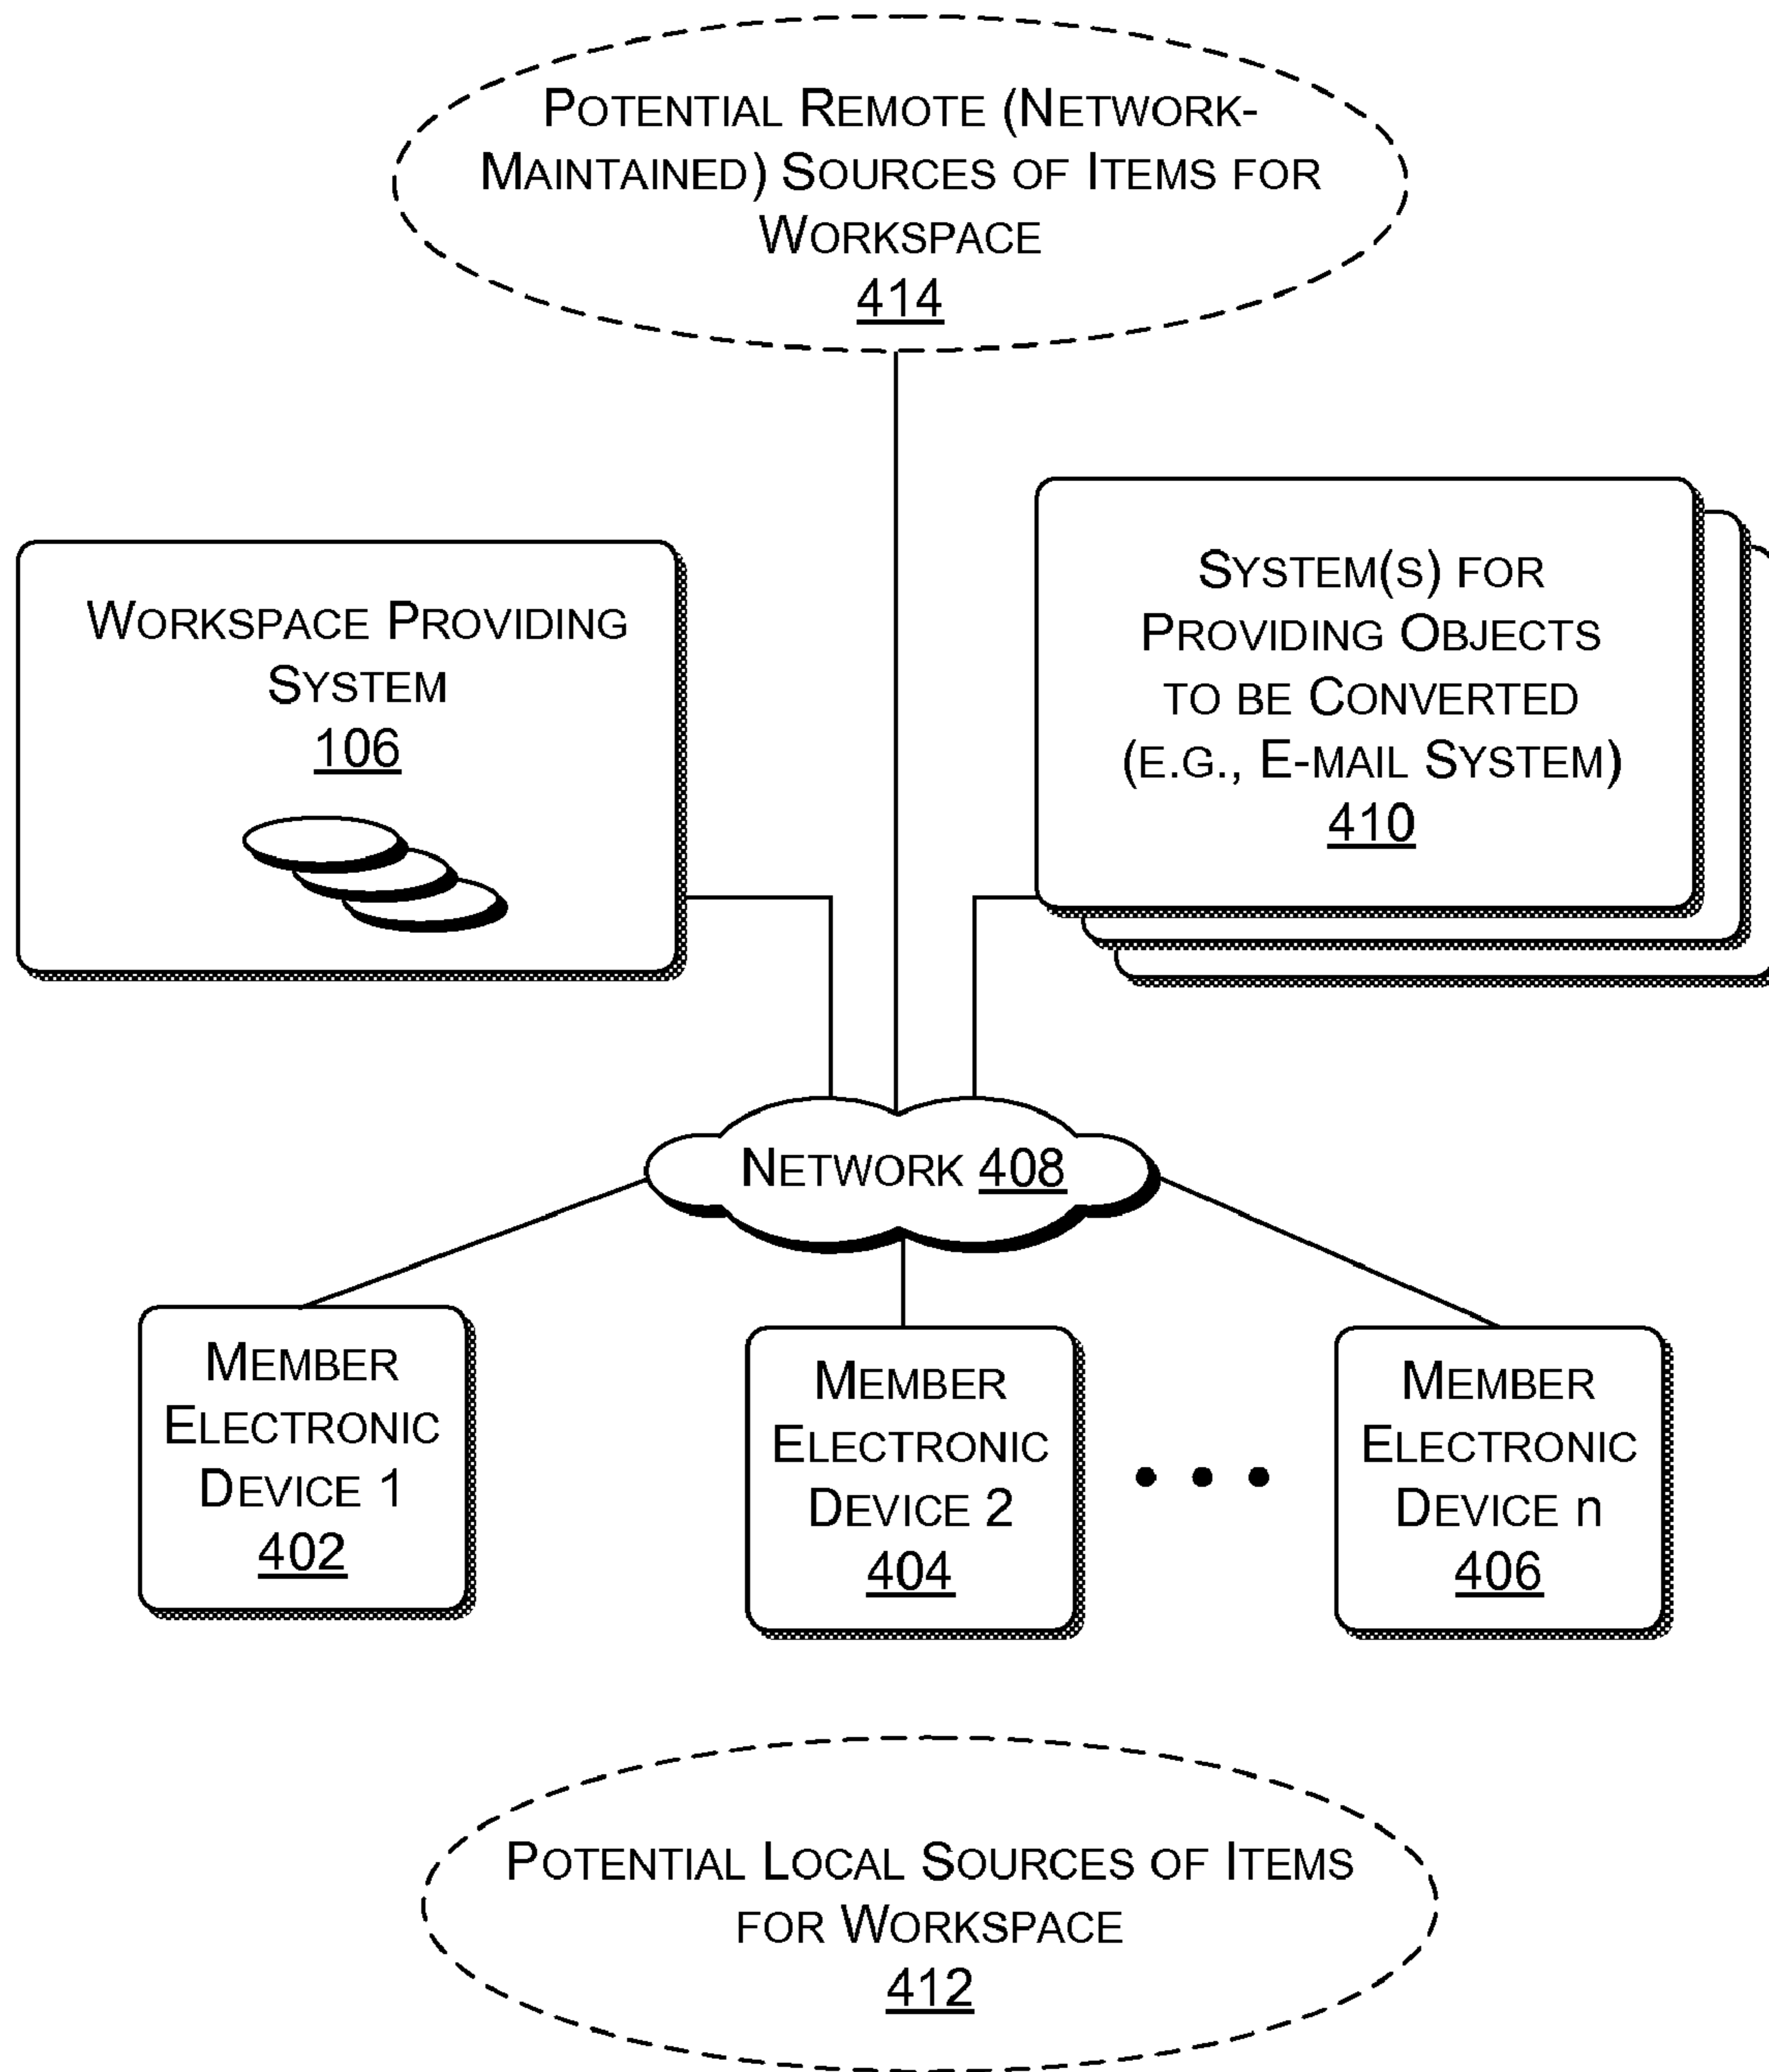 POTENTIAL REMOTE (NETWORK-
MAINTAINED) SOURCES OF ITEMS FOR
WORKSPACE
414
WORKSPACE PROVIDING
SYSTEM
106
SYSTEM(S) FOR
PROVIDING OBJECTS
TO BE CONVERTED
(E.G., E-MAIL SYSTEM)
410
NETWORK 408
MEMBER
ELECTRONIC
DEVICE 1
402
MEMBER
ELECTRONIC
DEVICE 2
404
MEMBER
ELECTRONIC
DEVICE n
406
POTENTIAL LOCAL SOURCES OF ITEMS
FOR WORKSPACE
412